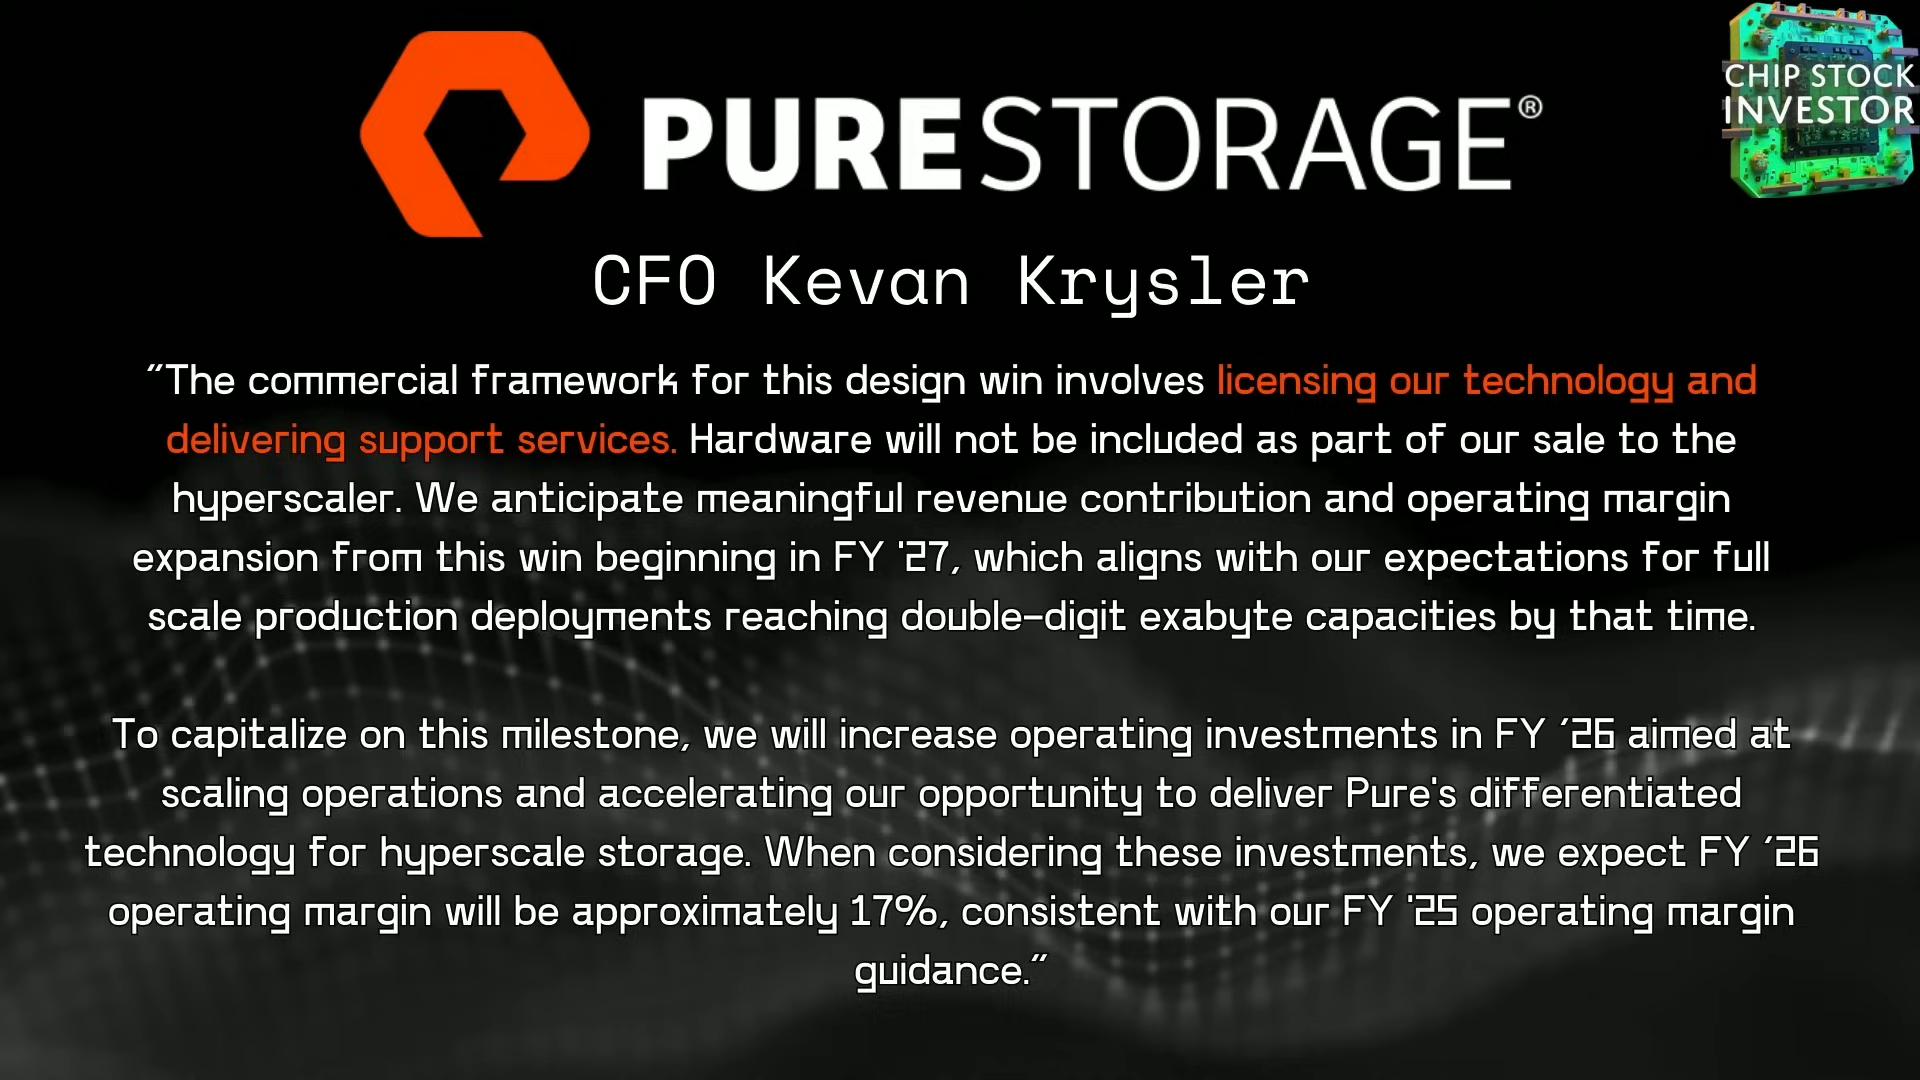 PURESTORAGE®
CHIP STOCK
INVESTOR
CFO Kevan Krysler
"The commercial framework for this design win involves licensing our technology and
delivering support services. Hardware will not be included as part of our sale to the
hyperscaler. We anticipate meaningful revenue contribution and operating margin
expansion from this win beginning in FY '27, which aligns with our expectations for full
scale production deployments reaching double-digit exabyte capacities by that time.
To capitalize on this milestone, we will increase operating investments in FY ´26 aimed at
scaling operations and accelerating our opportunity to deliver Pure's differentiated
technology for hyperscale storage. When considering these investments, we expect FY ´26
operating margin will be approximately 17%, consistent with our FY '25 operating margin
guidance."